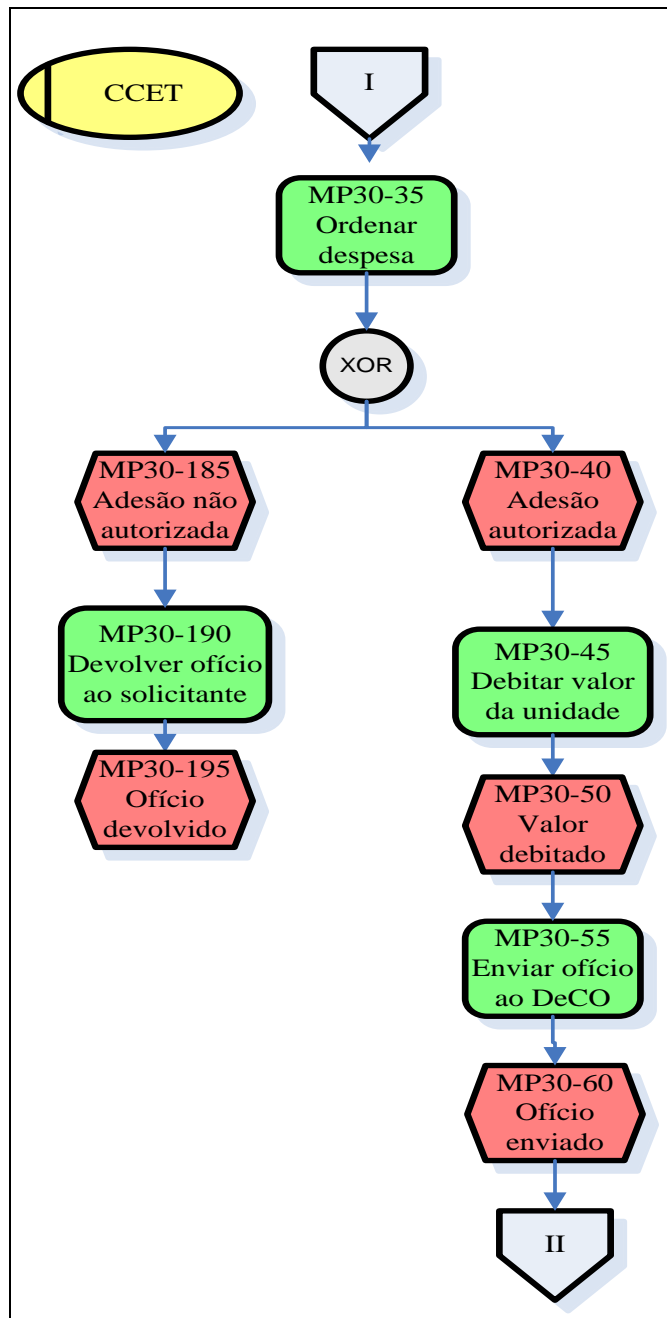 CCET
I
MP30-35
Ordenar
despesa
XOR
MP30-185
Adesão não
autorizada
MP30-40
Adesão
autorizada
MP30-190
Devolver ofício
ao solicitante
MP30-45
Debitar valor
da unidade
MP30-195
Ofício
devolvido
MP30-50
Valor
debitado
MP30-55
Enviar ofício
ao DeCO
MP30-60
Ofício
enviado
II